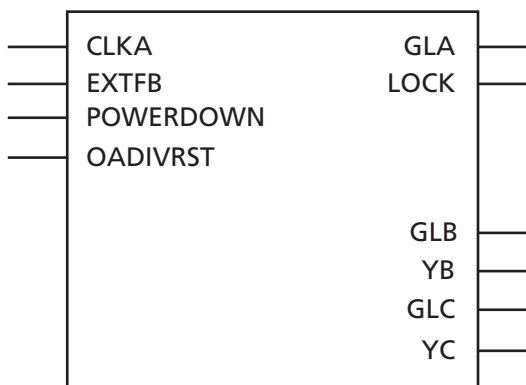 CLKA GLA
EXTFB LOCK
POWERDOWN
OADIVRST
GLB
YB
GLC
YC